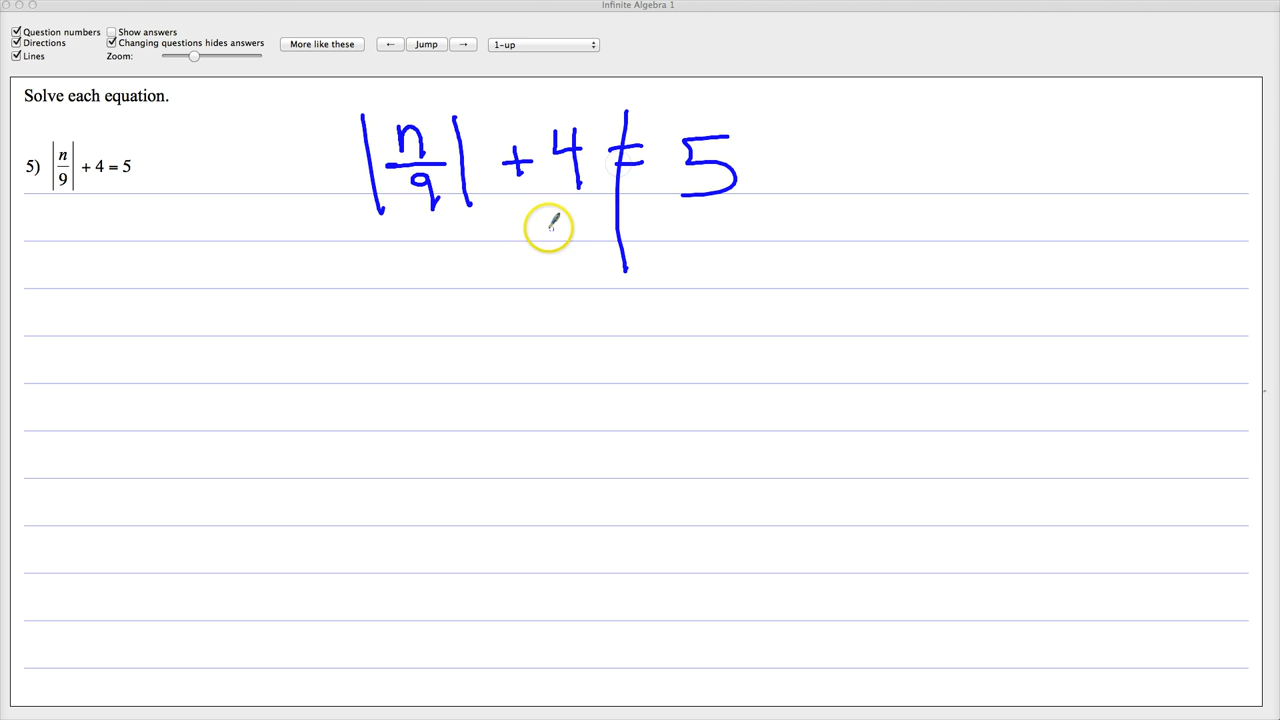 Infinite Algebra 1
Question numbers Show answers
Directions Changing questions hides answers More like these ← Jump → 1-up
Lines Zoom:
Solve each equation.
5) |n/9| + 4 = 5
|n/9| + 4 = 5